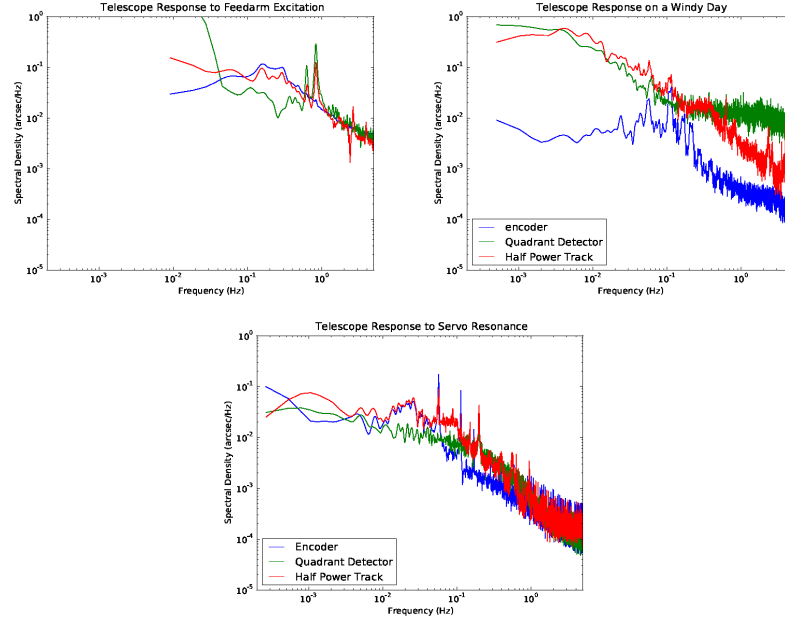 Telescope Response to Feedarm Excitation
10^0
10^-1
10^-2
10^-3
10^-4
10^-5
Spectral Density (arcsec/Hz)
10^-3
10^-2
10^-1
10^0
Frequency (Hz)
Telescope Response on a Windy Day
10^0
10^-1
10^-2
10^-3
10^-4
10^-5
Spectral Density (arcsec/Hz)
encoder
Quadrant Detector
Half Power Track
10^-3
10^-2
10^-1
10^0
Frequency (Hz)
Telescope Response to Servo Resonance
10^0
10^-1
10^-2
10^-3
10^-4
10^-5
Spectral Density (arcsec/Hz)
Encoder
Quadrant Detector
Half Power Track
10^-3
10^-2
10^-1
10^0
Frequency (Hz)